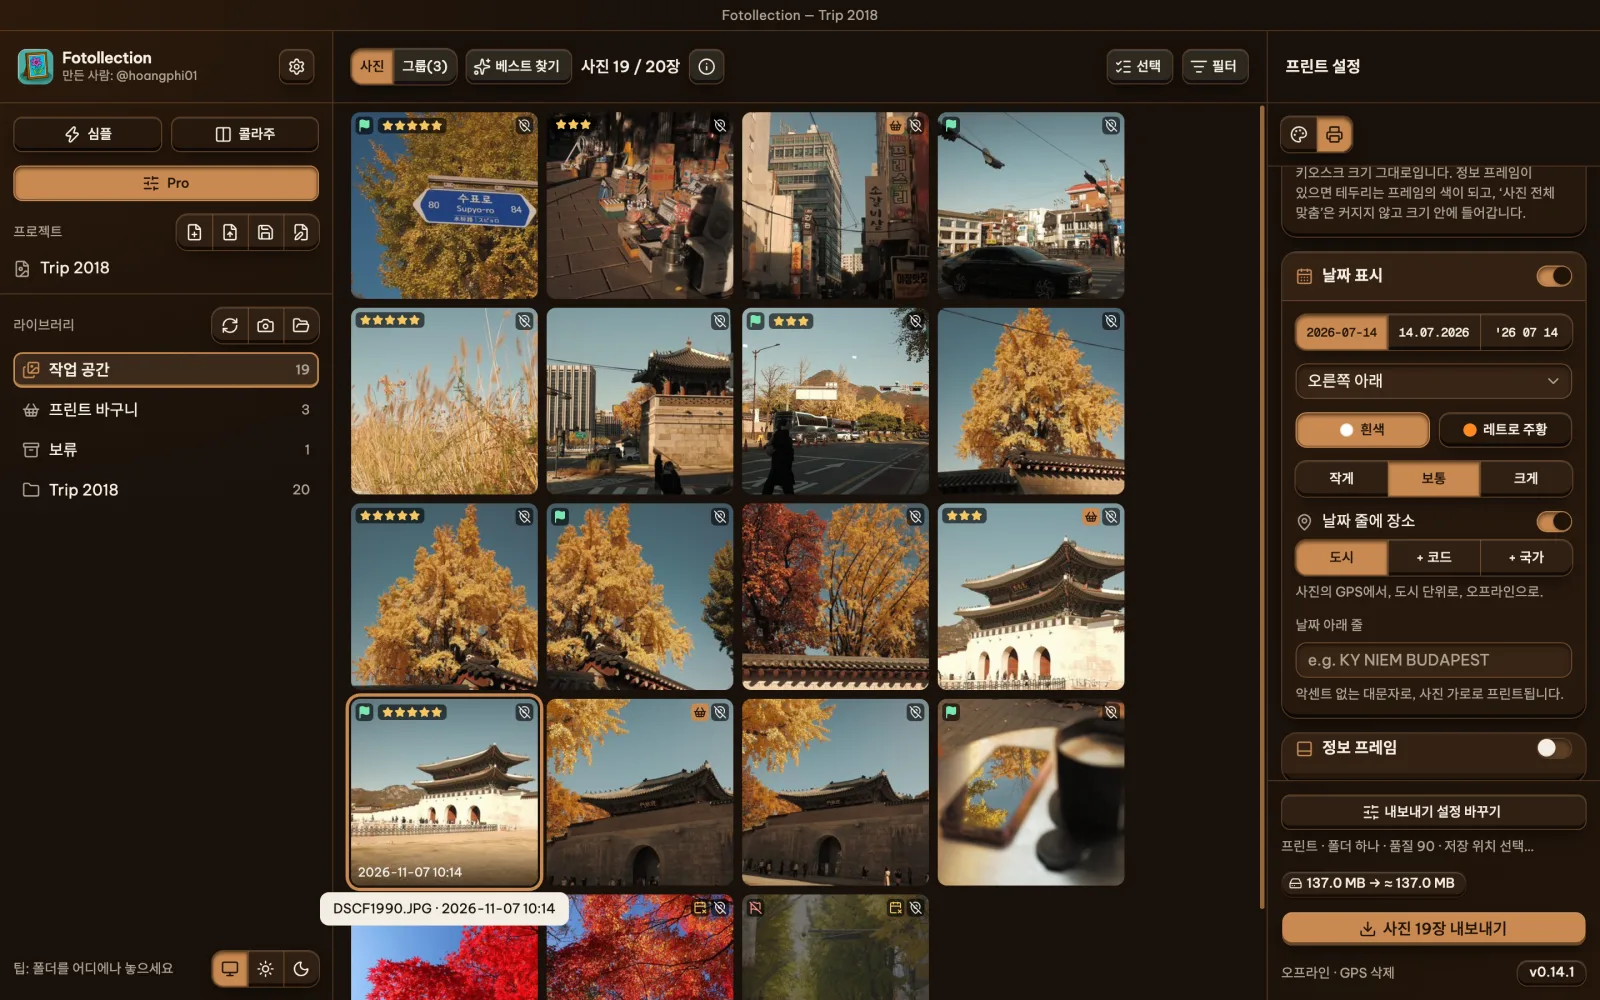 Fotollection — Trip 2018
Fotollection
만든 사람: @hoangphi01
심플
콜라주
Pro
프로젝트
Trip 2018
라이브러리
작업 공간 19
프린트 바구니 3
보류 1
Trip 2018 20
팁: 폴더를 어디에나 놓으세요
사진
그룹(3)
베스트 찾기
사진 19 / 20장
선택
필터
수표로
80 Supyo-ro 84
프레스티
소갈비살
2026-11-07 10:14
DSCF1990.JPG · 2026-11-07 10:14
프린트 설정
키오스크 크기 그대로입니다. 정보 프레임이
있으면 테두리는 프레임의 색이 되고, ‘사진 전체
맞춤’은 커지지 않고 크기 안에 들어갑니다.
날짜 표시
2026-07-14
14.07.2026
'26 07 14
오른쪽 아래
흰색
레트로 주황
작게
보통
크게
날짜 줄에 장소
도시
+ 코드
+ 국가
사진의 GPS에서, 도시 단위로, 오프라인으로.
날짜 아래 줄
e.g. KY NIEM BUDAPEST
악센트 없는 대문자로, 사진 가로로 프린트됩니다.
정보 프레임
내보내기 설정 바꾸기
프린트 · 폴더 하나 · 품질 90 · 저장 위치 선택...
137.0 MB → ≈ 137.0 MB
사진 19장 내보내기
오프라인 · GPS 삭제
v0.14.1